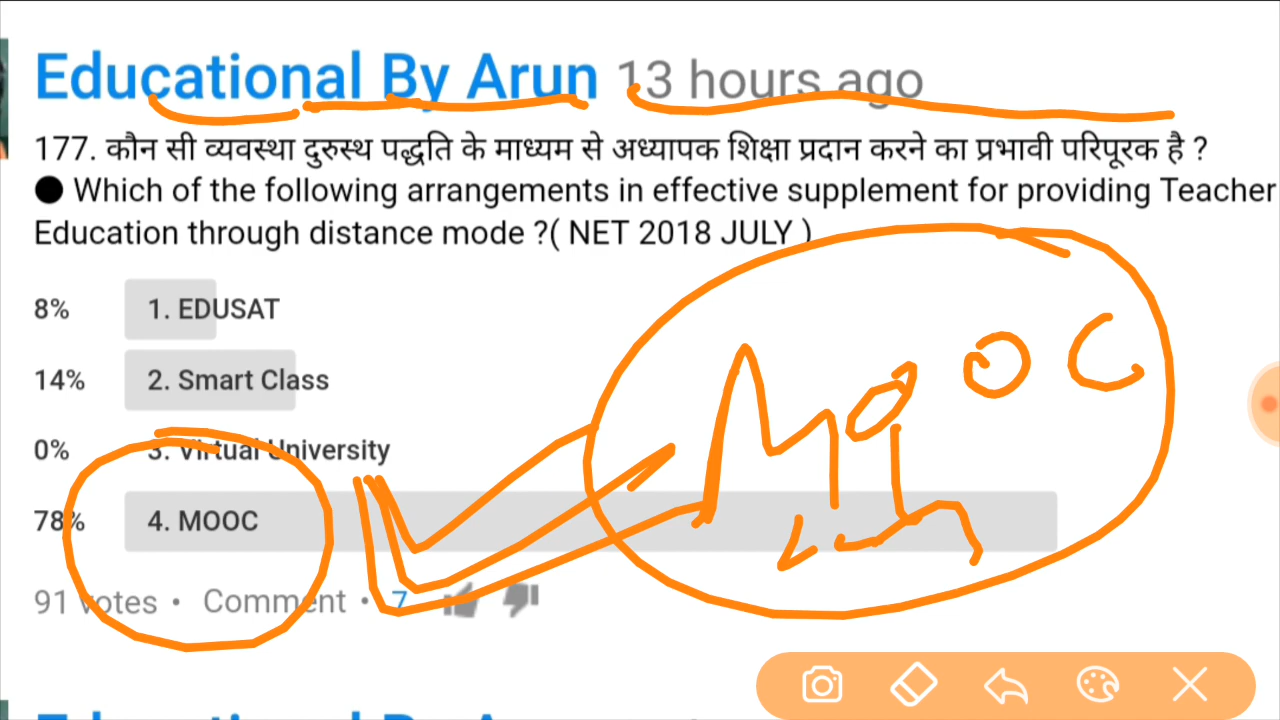 Educational By Arun 13 hours ago
177. कौन सी व्यवस्था दुरुस्थ पद्धति के माध्यम से अध्यापक शिक्षा प्रदान करने का प्रभावी परिपूरक है ?
● Which of the following arrangements in effective supplement for providing Teacher
Education through distance mode ?( NET 2018 JULY )
8% 1. EDUSAT
14% 2. Smart Class
0% 3. Virtual University
78% 4. MOOC
MOOC
91 votes • Comment • 7